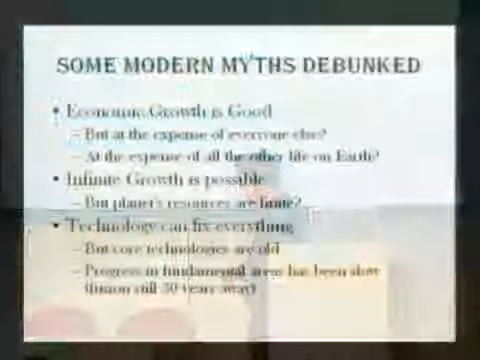 SOME MODERN MYTHS DEBUNKED
• Economic Growth is Good
– But at the expense of everyone else?
– At the expense of all the other life on Earth?
• Infinite Growth is possible
– But planet's resources are finite?
• Technology can fix everything
– But core technologies are old
– Progress in fundamental areas has been slow
(fusion still 50 years away)